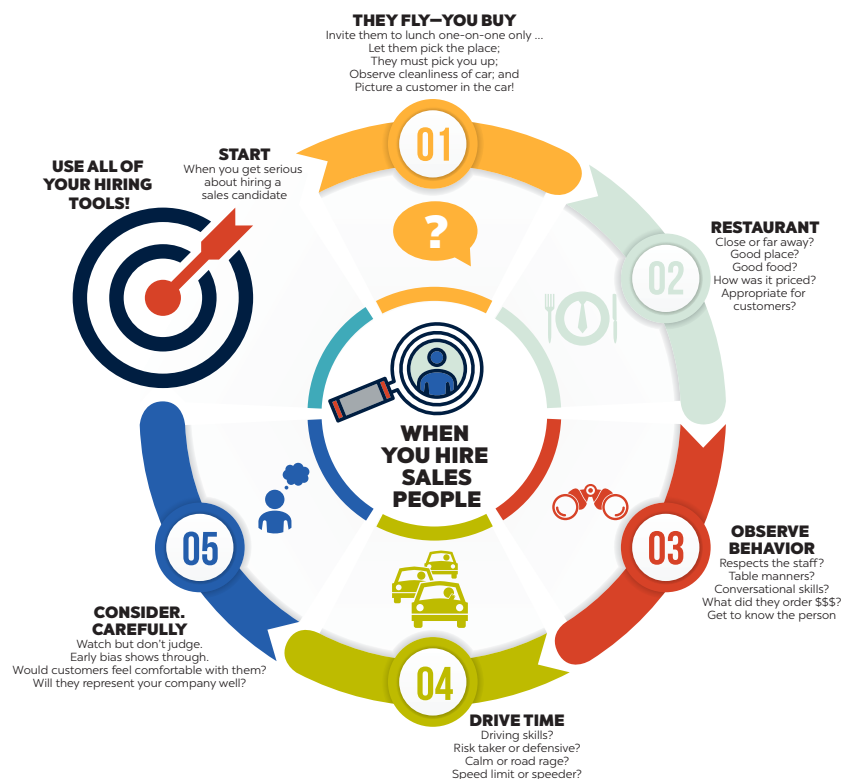 THEY FLY—YOU BUY
Invite them to lunch one-on-one only ...
Let them pick the place;
They must pick you up;
Observe cleanliness of car; and
Picture a customer in the car!
01
USE ALL OF
YOUR HIRING
TOOLS!
START
When you get serious
about hiring a
sales candidate
?
RESTAURANT
Close or far away?
Good place?
Good food?
How was it priced?
Appropriate for
customers?
02
WHEN
YOU HIRE
SALES
PEOPLE
03
OBSERVE
BEHAVIOR
Respects the staff?
Table manners?
Conversational skills?
What did they order $$$?
Get to know the person
04
DRIVE TIME
Driving skills?
Risk taker or defensive?
Calm or road rage?
Speed limit or speeder?
05
CONSIDER.
CAREFULLY
Watch but don't judge.
Early bias shows through.
Would customers feel comfortable with them?
Will they represent your company well?